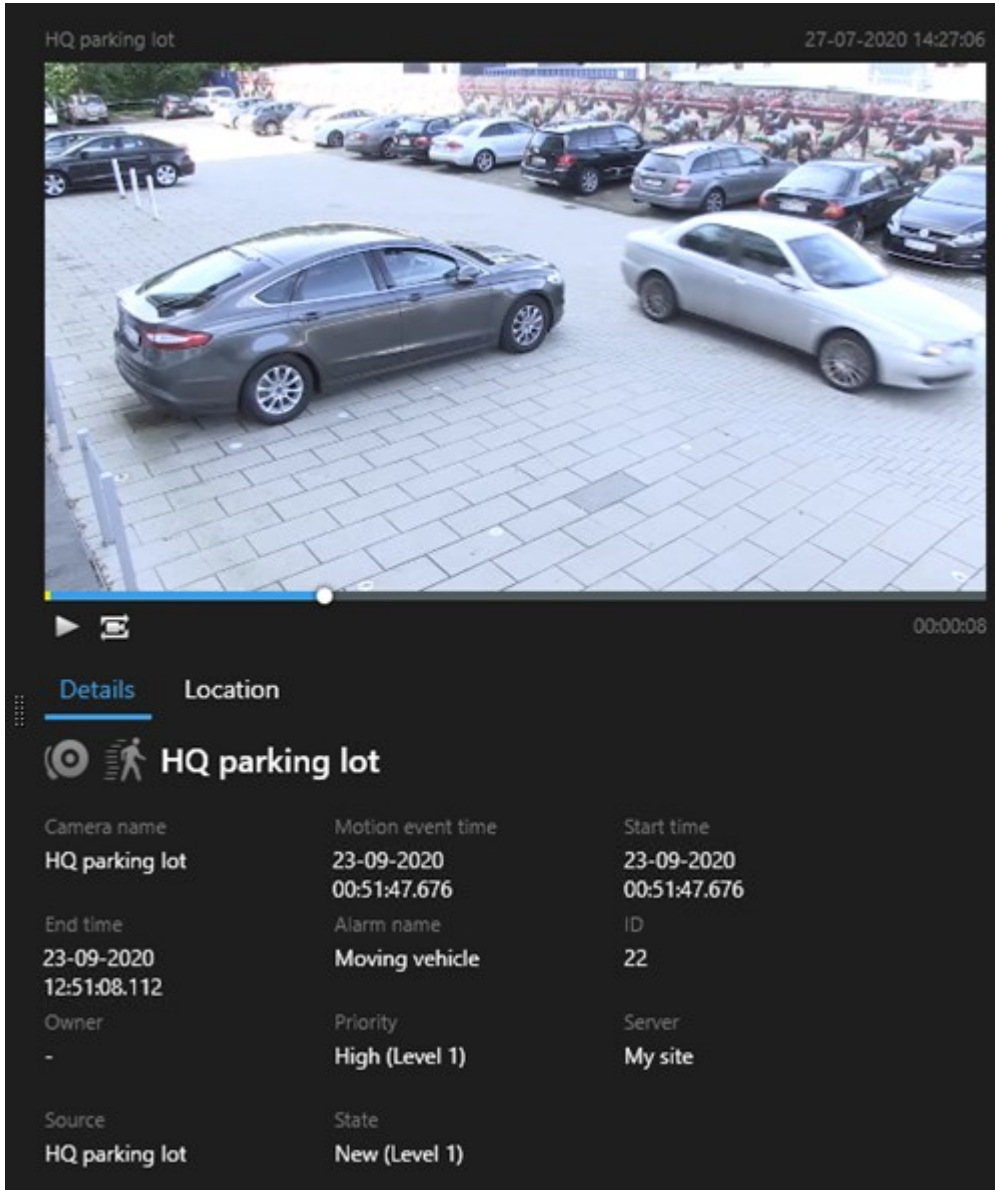 HQ parking lot 27-07-2020 14:27:06
00:00:08
Details Location
HQ parking lot
Camera name Motion event time Start time
HQ parking lot 23-09-2020 23-09-2020
00:51:47.676 00:51:47.676
End time Alarm name ID
23-09-2020 Moving vehicle 22
12:51:08.112
Owner Priority Server
- High (Level 1) My site
Source State
HQ parking lot New (Level 1)